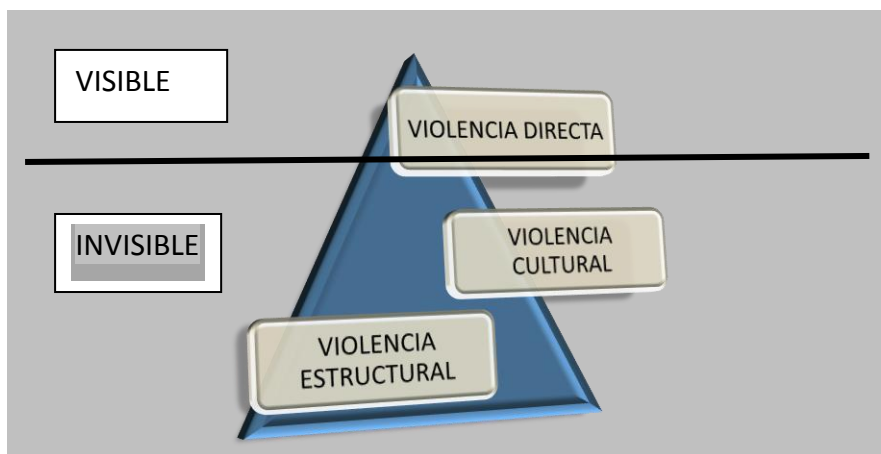 VISIBLE
VIOLENCIA DIRECTA
INVISIBLE
VIOLENCIA
CULTURAL
VIOLENCIA
ESTRUCTURAL